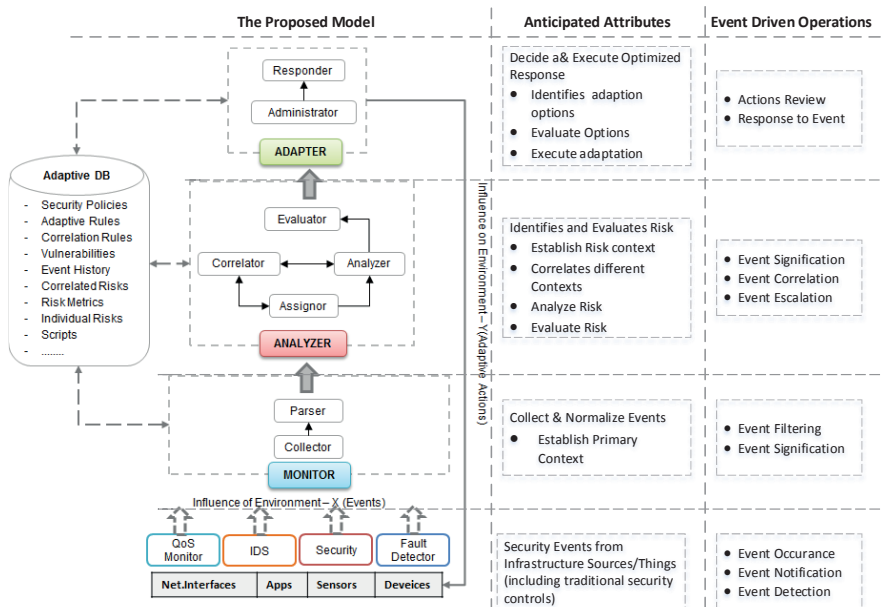 The Proposed Model
Anticipated Attributes
Event Driven Operations
Responder
Administrator
ADAPTER
Decide a& Execute Optimized
Response
● Identifies adaption
options
● Evaluate Options
● Execute adaptation
● Actions Review
● Response to Event
Adaptive DB
- Security Policies
- Adaptive Rules
- Correlation Rules
- Vulnerabilities
- Event History
- Correlated Risks
- Risk Metrics
- Individual Risks
- Scripts
- ........
Evaluator
Correlator
Analyzer
Assignor
ANALYZER
Influence on Environment – Y(Adaptive Actions)
Identifies and Evaluates Risk
● Establish Risk context
● Correlates different
Contexts
● Analyze Risk
● Evaluate Risk
● Event Signification
● Event Correlation
● Event Escalation
Parser
Collector
MONITOR
Collect & Normalize Events
● Establish Primary
Context
● Event Filtering
● Event Signification
Influence of Environment – X (Events)
QoS
Monitor
IDS
Security
Fault
Detector
Net.Interfaces
Apps
Sensors
Deveices
Security Events from
Infrastructure Sources/Things
(including traditional security
controls)
● Event Occurance
● Event Notification
● Event Detection